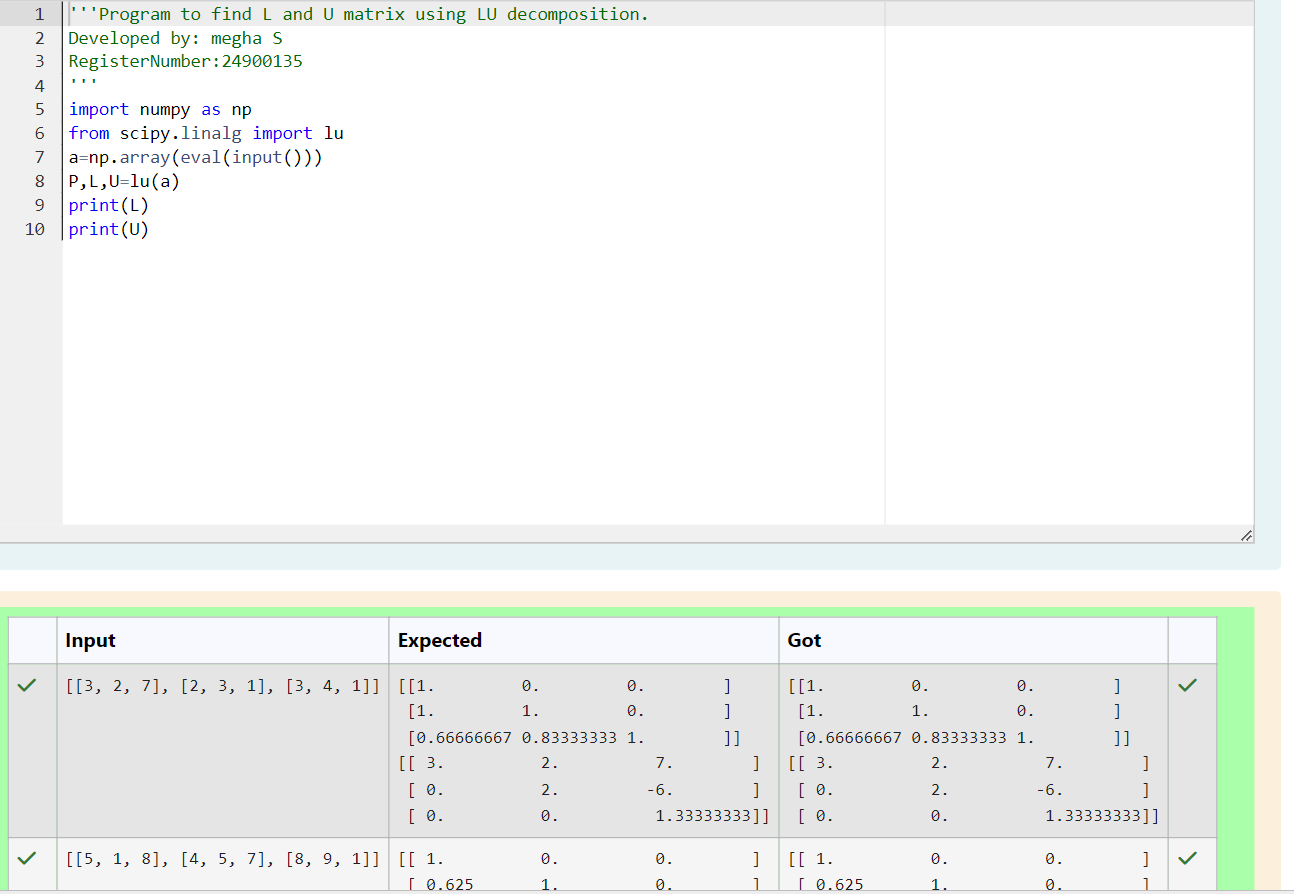 1 '''Program to find L and U matrix using LU decomposition.
2 Developed by: megha S
3 RegisterNumber:24900135
4 '''
5 import numpy as np
6 from scipy.linalg import lu
7 a=np.array(eval(input()))
8 P,L,U=lu(a)
9 print(L)
10 print(U)
Input Expected Got
[[3, 2, 7], [2, 3, 1], [3, 4, 1]] [[1. 0. 0. ] [[1. 0. 0. ]
[1. 1. 0. ] [1. 1. 0. ]
[0.66666667 0.83333333 1. ]] [0.66666667 0.83333333 1. ]]
[[ 3. 2. 7. ] [[ 3. 2. 7. ]
[ 0. 2. -6. ] [ 0. 2. -6. ]
[ 0. 0. 1.33333333]] [ 0. 0. 1.33333333]]
[[5, 1, 8], [4, 5, 7], [8, 9, 1]] [[ 1. 0. 0. ] [[ 1. 0. 0. ]
[ 0.625 1. 0. ] [ 0.625 1. 0. ]